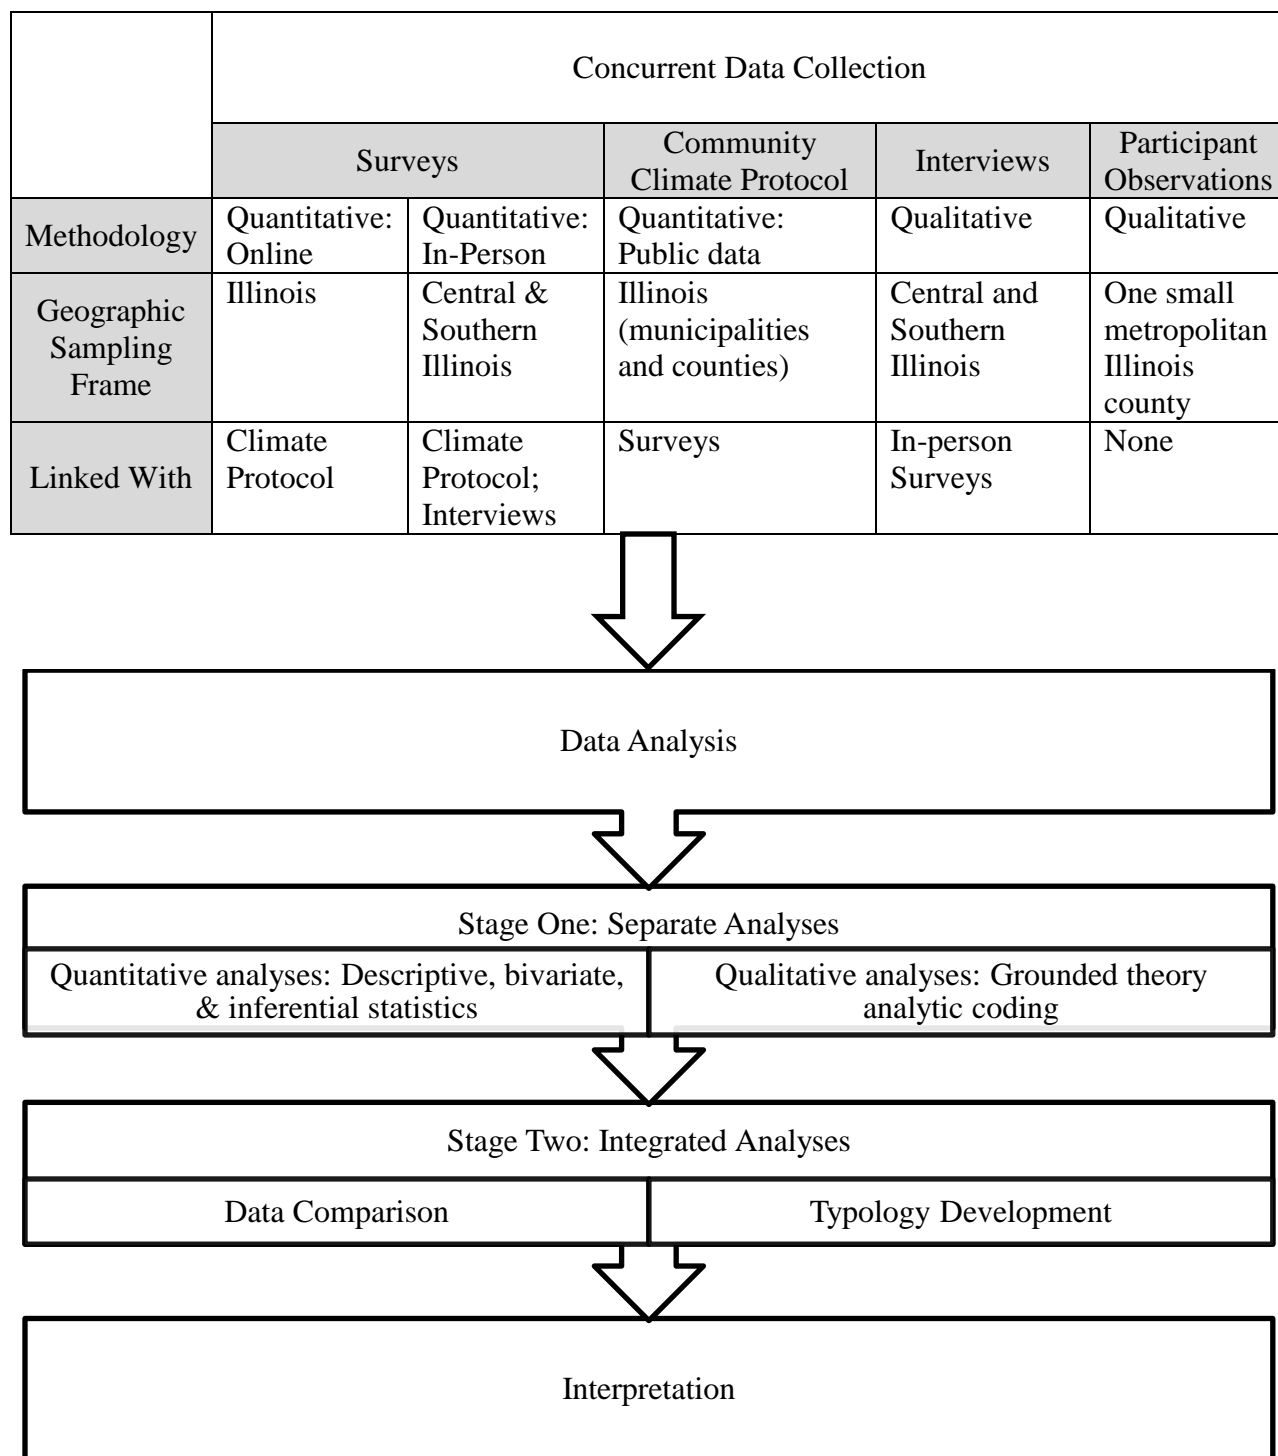 Concurrent Data Collection
Surveys
Community
Climate Protocol
Interviews
Participant
Observations
Methodology
Quantitative:
Online
Quantitative:
In-Person
Quantitative:
Public data
Qualitative
Qualitative
Geographic
Sampling
Frame
Illinois
Central &
Southern
Illinois
Illinois
(municipalities
and counties)
Central and
Southern
Illinois
One small
metropolitan
Illinois
county
Linked With
Climate
Protocol
Climate
Protocol;
Interviews
Surveys
In-person
Surveys
None
Data Analysis
Stage One: Separate Analyses
Quantitative analyses: Descriptive, bivariate,
& inferential statistics
Qualitative analyses: Grounded theory
analytic coding
Stage Two: Integrated Analyses
Data Comparison
Typology Development
Interpretation